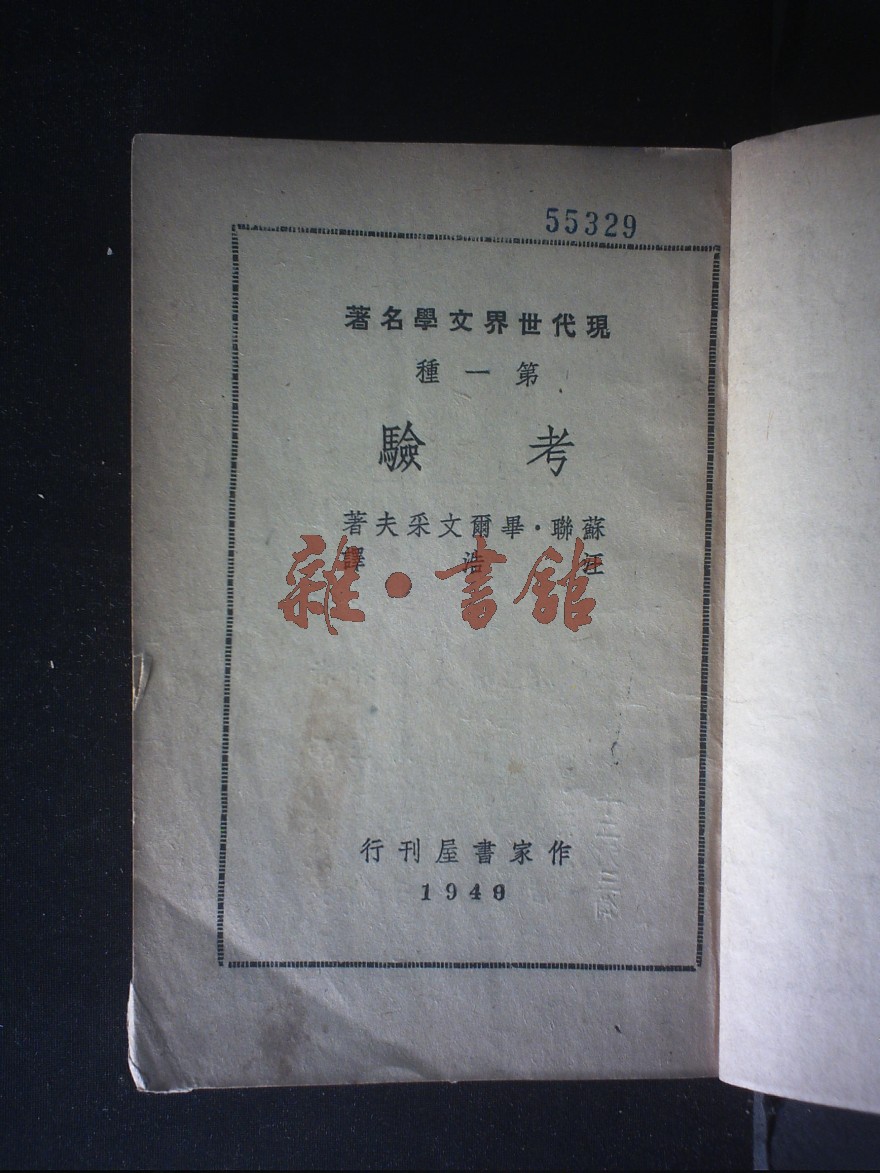 55329
現代世界文學名著
第一種
考驗
蘇聯·畢爾文采夫著
汪浩譯
雜·書館
作家書屋刊行
1949